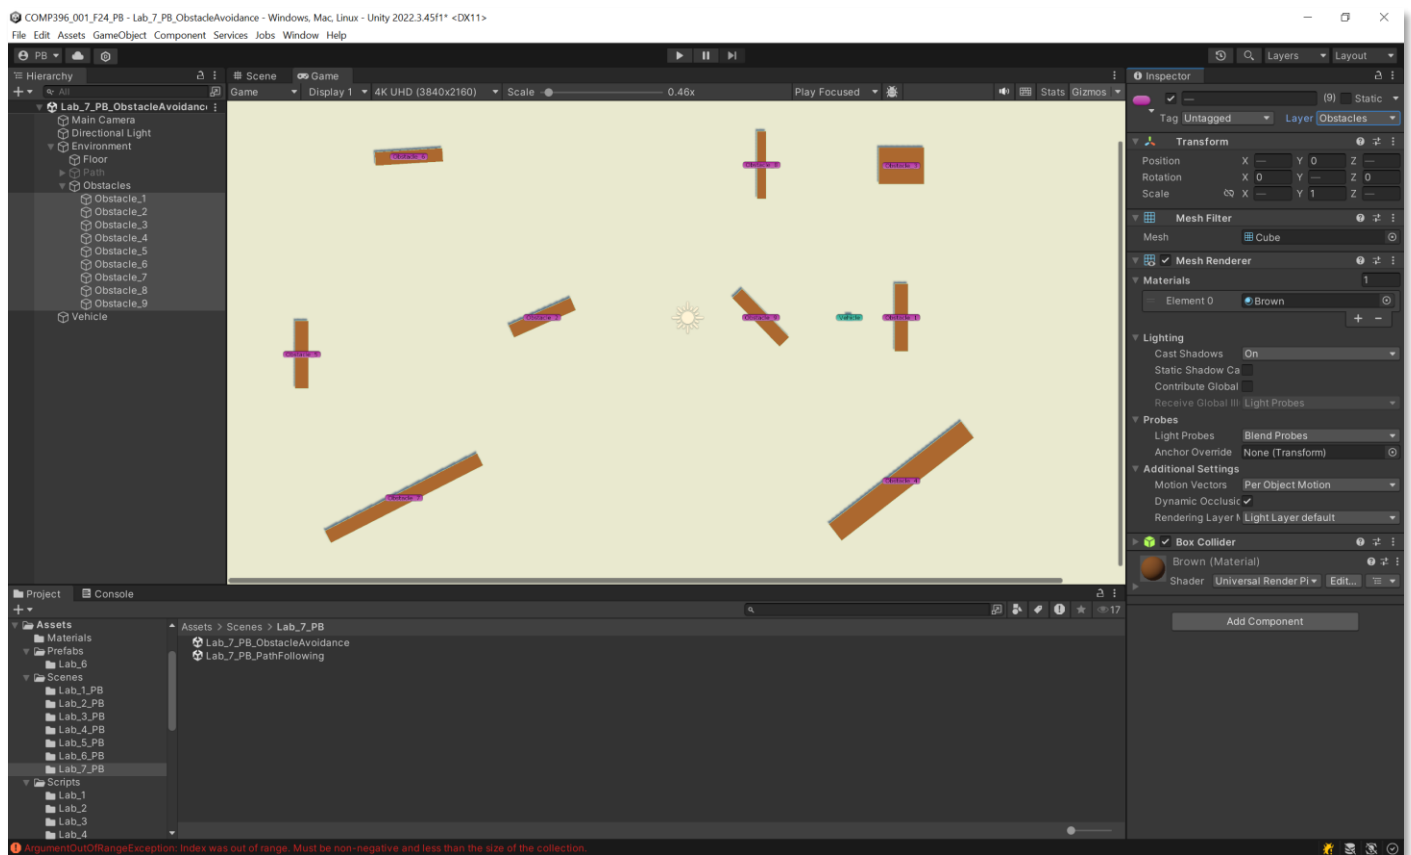 COMP396_001_F24_PB - Lab_7_PB_ObstacleAvoidance - Windows, Mac, Linux - Unity 2022.3.45f1* <DX11>
File Edit Assets GameObject Component Services Jobs Window Help
PB
Layers
Layout
Hierarchy
All
Lab_7_PB_ObstacleAvoidanc
Main Camera
Directional Light
Environment
Floor
Path
Obstacles
Obstacle_1
Obstacle_2
Obstacle_3
Obstacle_4
Obstacle_5
Obstacle_6
Obstacle_7
Obstacle_8
Obstacle_9
Vehicle
Scene Game
Game Display 1 4K UHD (3840x2160) Scale 0.46x Play Focused Stats Gizmos
Vehicle
Inspector
— (9) Static
Tag Untagged Layer Obstacles
Transform
Position X — Y 0 Z —
Rotation X 0 Y — Z 0
Scale X — Y 1 Z —
Mesh Filter
Mesh Cube
Mesh Renderer
Materials 1
Element 0 Brown
+ −
Lighting
Cast Shadows On
Static Shadow Ca
Contribute Global
Receive Global Ill Light Probes
Probes
Light Probes Blend Probes
Anchor Override None (Transform)
Additional Settings
Motion Vectors Per Object Motion
Dynamic Occlusic
Rendering Layer M Light Layer default
Box Collider
Brown (Material)
Shader Universal Render Pi Edit...
Add Component
Project Console
17
Assets
Materials
Prefabs
Lab_6
Scenes
Lab_1_PB
Lab_2_PB
Lab_3_PB
Lab_4_PB
Lab_5_PB
Lab_6_PB
Lab_7_PB
Scripts
Lab_1
Lab_2
Lab_3
Lab_4
Assets > Scenes > Lab_7_PB
Lab_7_PB_ObstacleAvoidance
Lab_7_PB_PathFollowing
ArgumentOutOfRangeException: Index was out of range. Must be non-negative and less than the size of the collection.